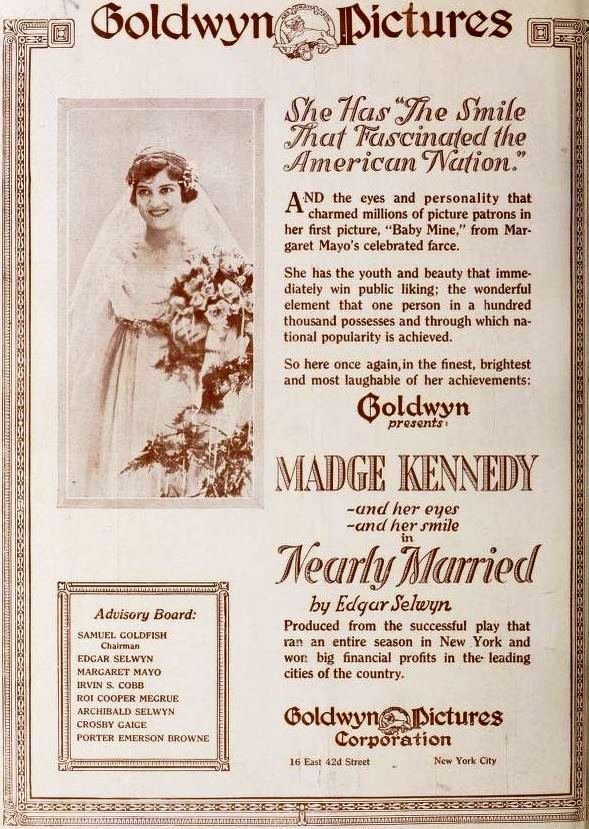 Goldwyn Pictures
She Has "The Smile
That Fascinated the
American Nation."
AND the eyes and personality that
charmed millions of picture patrons in
her first picture, "Baby Mine," from Mar-
garet Mayo's celebrated farce.
She has the youth and beauty that imme-
diately win public liking; the wonderful
element that one person in a hundred
thousand possesses and through which na-
tional popularity is achieved.
So here once again, in the finest, brightest
and most laughable of her achievements:
Goldwyn
presents:
MADGE KENNEDY
-and her eyes
-and her smile
in
Nearly Married
by Edgar Selwyn
Produced from the successful play that
ran an entire season in New York and
won big financial profits in the leading
cities of the country.
Goldwyn Pictures
Corporation
16 East 42d Street New York City
Advisory Board:
SAMUEL GOLDFISH
Chairman
EDGAR SELWYN
MARGARET MAYO
IRVIN S. COBB
ROI COOPER MEGRUE
ARCHIBALD SELWYN
CROSBY GAIGE
PORTER EMERSON BROWNE